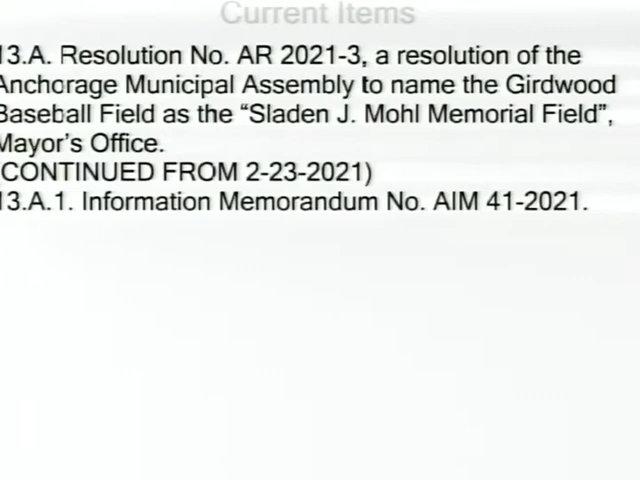 Current Items
13.A. Resolution No. AR 2021-3, a resolution of the
Anchorage Municipal Assembly to name the Girdwood
Baseball Field as the “Sladen J. Mohl Memorial Field”,
Mayor’s Office.
(CONTINUED FROM 2-23-2021)
13.A.1. Information Memorandum No. AIM 41-2021.